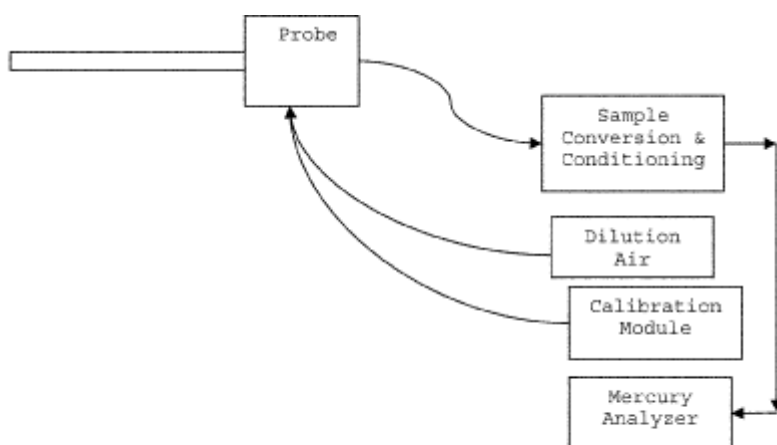 Probe
Sample
Conversion &
Conditioning
Dilution
Air
Calibration
Module
Mercury
Analyzer